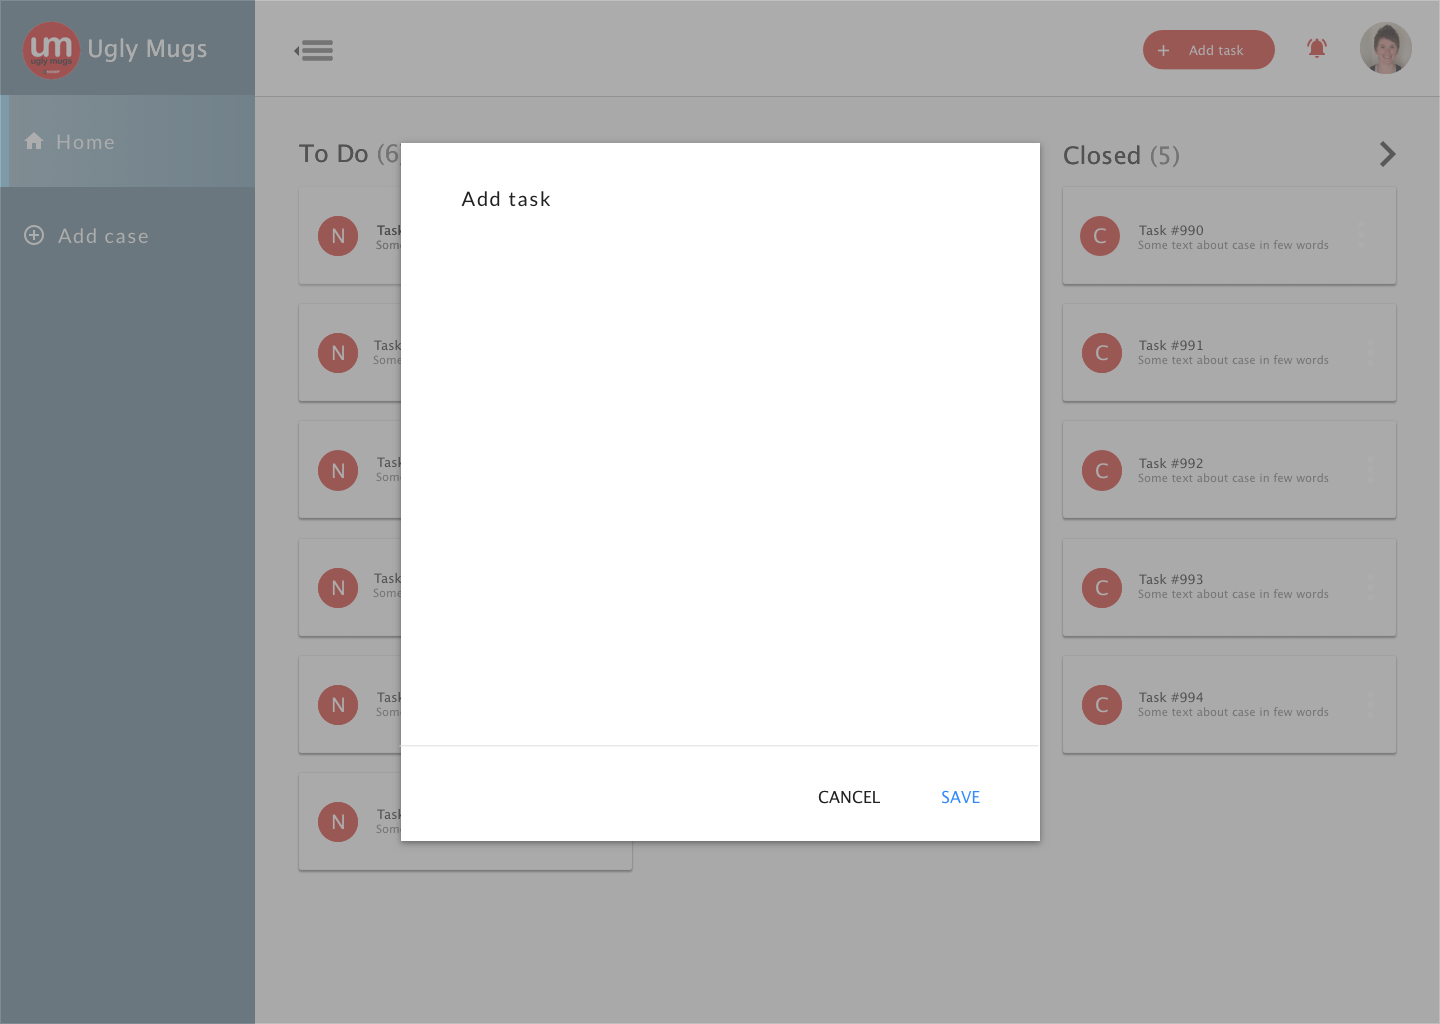 um
ugly mugs
Ugly Mugs
Add task
Home
Add case
To Do (6
Closed (5)
Add task
N
Task
Some
N
Task
Some
N
Task
Som
N
Task
Some
N
Task
Som
N
Task
Som
C
Task #990
Some text about case in few words
C
Task #991
Some text about case in few words
C
Task #992
Some text about case in few words
C
Task #993
Some text about case in few words
C
Task #994
Some text about case in few words
CANCEL
SAVE